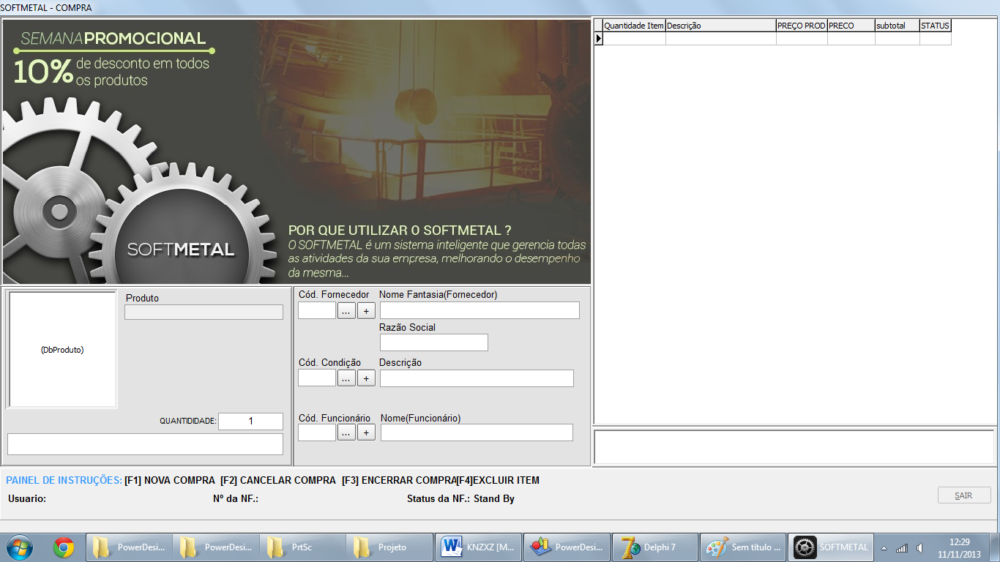 SOFTMETAL - COMPRA
SEMANAPROMOCIONAL
10% de desconto em todos
os produtos
SOFTMETAL
POR QUE UTILIZAR O SOFTMETAL ?
O SOFTMETAL é um sistema inteligente que gerencia todas
as atividades da sua empresa, melhorando o desempenho
da mesma...
Quantidade Item Descrição PREÇO PROD PRECO subtotal STATUS
Produto
(DbProduto)
QUANTIDIDADE: 1
Cód. Fornecedor Nome Fantasia(Fornecedor)
... +
Razão Social
Cód. Condição Descrição
... +
Cód. Funcionário Nome(Funcionário)
... +
PAINEL DE INSTRUÇÕES: [F1] NOVA COMPRA [F2] CANCELAR COMPRA [F3] ENCERRAR COMPRA[F4]EXCLUIR ITEM
Usuario: Nº da NF.: Status da NF.: Stand By
SAIR
PowerDesi... PowerDesi... PrtSc Projeto KNZXZ [M... PowerDesi... Delphi 7 Sem título ... SOFTMETAL
12:29
11/11/2013